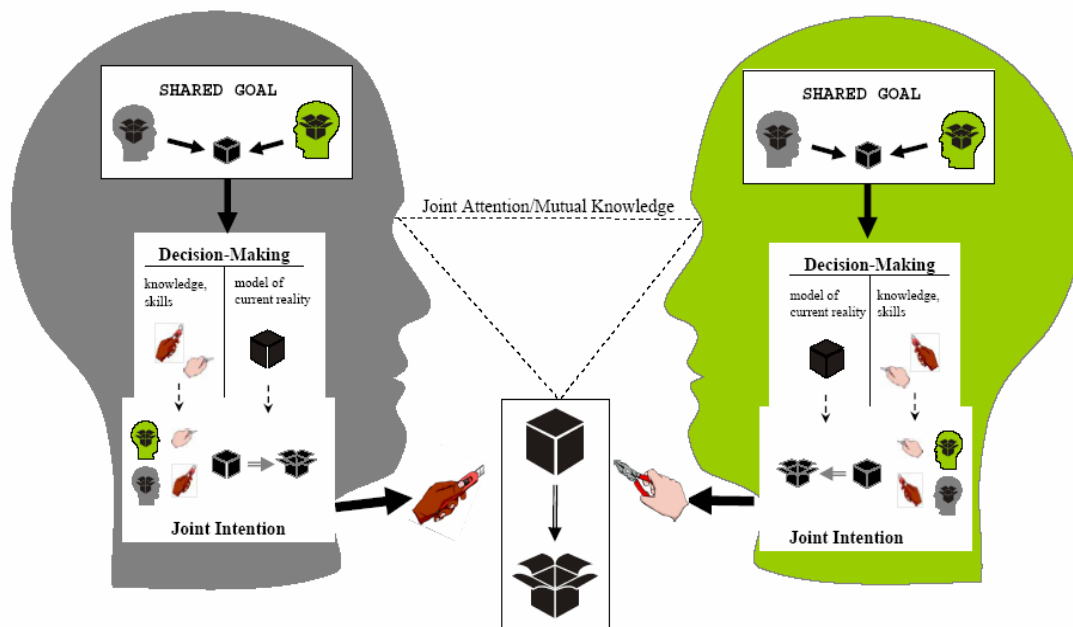 SHARED GOAL
Decision-Making
knowledge,
skills
model of
current reality
Joint Intention
Joint Attention/Mutual Knowledge
SHARED GOAL
Decision-Making
model of
current reality
knowledge,
skills
Joint Intention